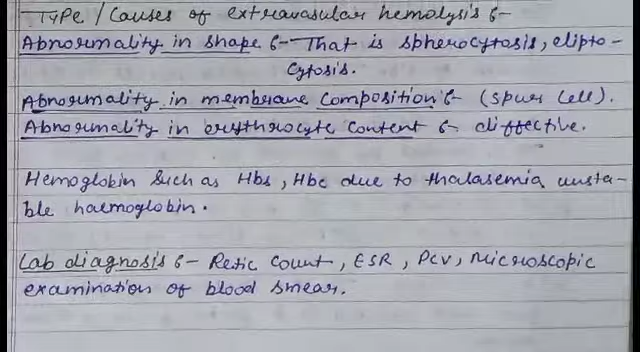 Type / Causes of extravasular hemolysis :-
Abnormality in shape :- That is spherocytosis, elipto-
cytosis.
Abnormality in membrane composition :- (spur cell).
Abnormality in erythrocyte content :- diffective.
Hemoglobin such as Hbs, Hbc due to thalasemia unsta-
ble haemoglobin.
Lab diagnosis :- Retic count, ESR, PCV, Microscopic
examination of blood smear.